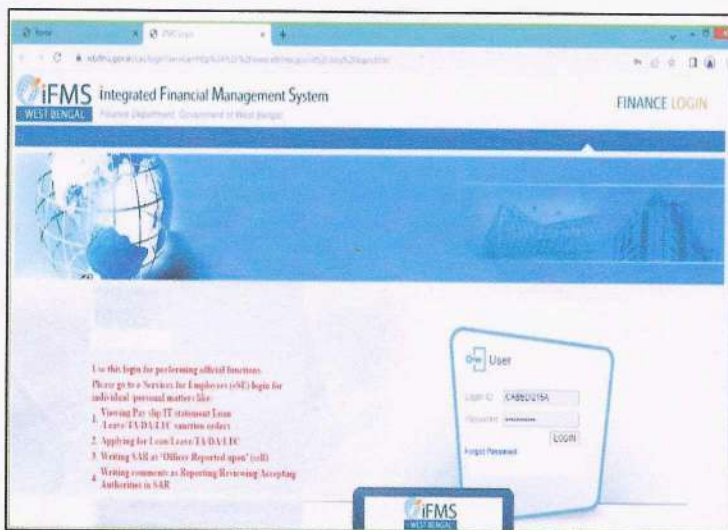 Home
iFMS Login
iFMS
WEST BENGAL
Integrated Financial Management System
Finance Department, Government of West Bengal
FINANCE LOGIN
Use this login for performing official functions.
Please go to e Services for Employees (eSE) login for
individual personal matters like:
1. Viewing Pay slip IT statement Loan
/Leave/TA/DA/LTC sanction orders
2. Applying for Loan/Leave/TA/DA/LTC
3. Writing SAR as 'Officer Reported upon' (self)
4. Writing comments as Reporting Reviewing Accepting
Authorities in SAR
User
Login ID
Password
LOGIN
Forgot Password
iFMS
WEST BENGAL